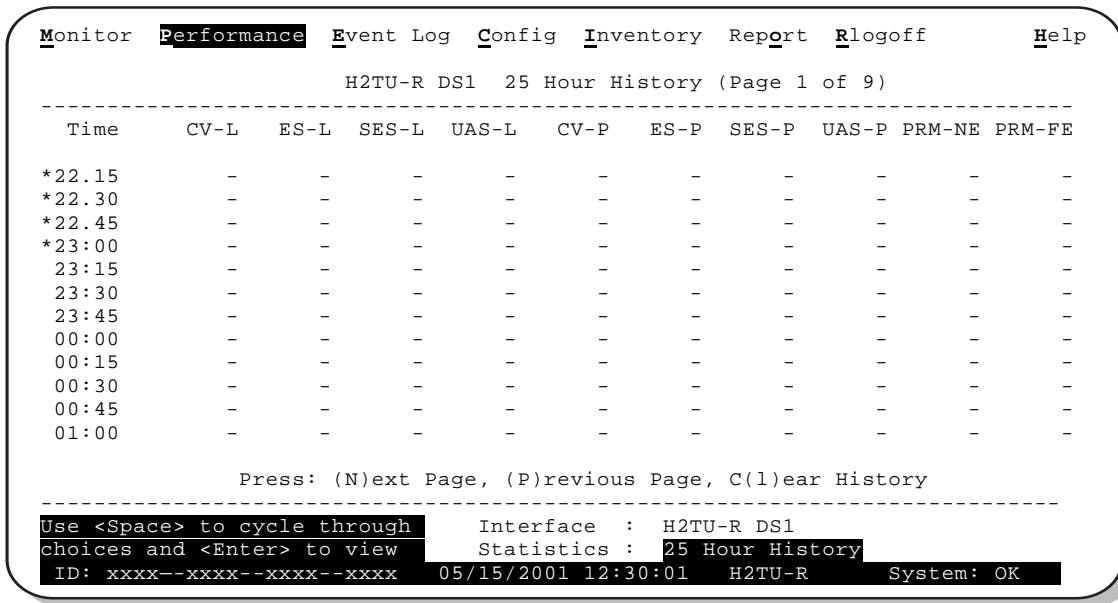 Monitor Performance Event Log Config Inventory Report Rlogoff Help
H2TU-R DS1 25 Hour History (Page 1 of 9)
--------------------------------------------------------------------------------
Time CV-L ES-L SES-L UAS-L CV-P ES-P SES-P UAS-P PRM-NE PRM-FE
*22.15 - - - - - - - - - -
*22.30 - - - - - - - - - -
*22.45 - - - - - - - - - -
*23:00 - - - - - - - - - -
23:15 - - - - - - - - - -
23:30 - - - - - - - - - -
23:45 - - - - - - - - - -
00:00 - - - - - - - - - -
00:15 - - - - - - - - - -
00:30 - - - - - - - - - -
00:45 - - - - - - - - - -
01:00 - - - - - - - - - -
Press: (N)ext Page, (P)revious Page, C(l)ear History
--------------------------------------------------------------------------------
Use <Space> to cycle through Interface : H2TU-R DS1
choices and <Enter> to view Statistics : 25 Hour History
ID: xxxx--xxxx--xxxx--xxxx 05/15/2001 12:30:01 H2TU-R System: OK